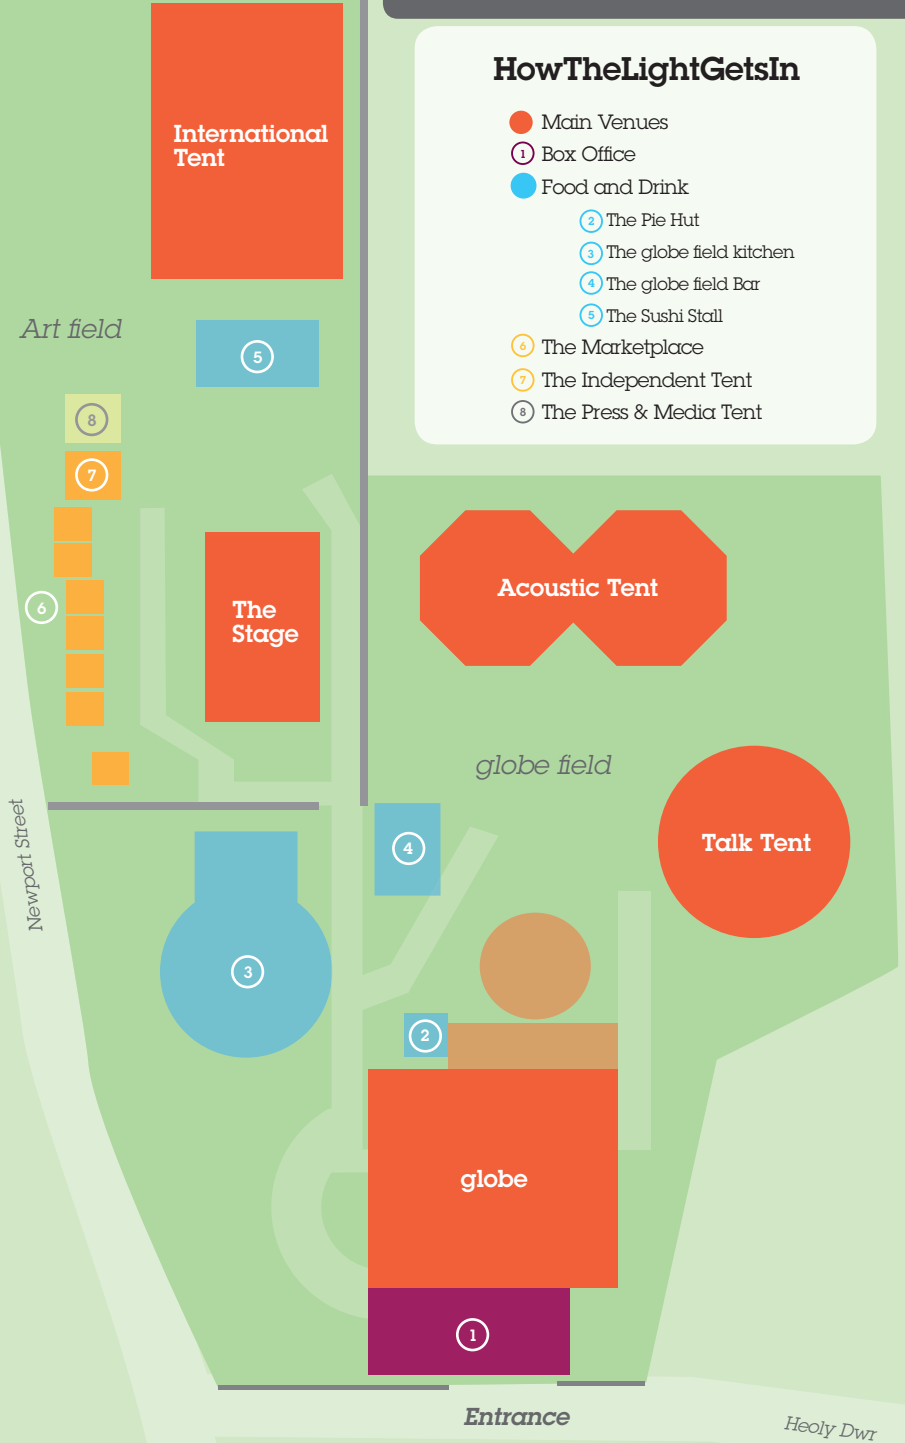 HowTheLightGetsIn
Main Venues
1 Box Office
Food and Drink
2 The Pie Hut
3 The globe field kitchen
4 The globe field Bar
5 The Sushi Stall
6 The Marketplace
7 The Independent Tent
8 The Press & Media Tent
International
Tent
Art field
5
8
7
6
The
Stage
Acoustic Tent
globe field
Talk Tent
Newport Street
4
3
2
globe
1
Entrance
Heoly Dwr